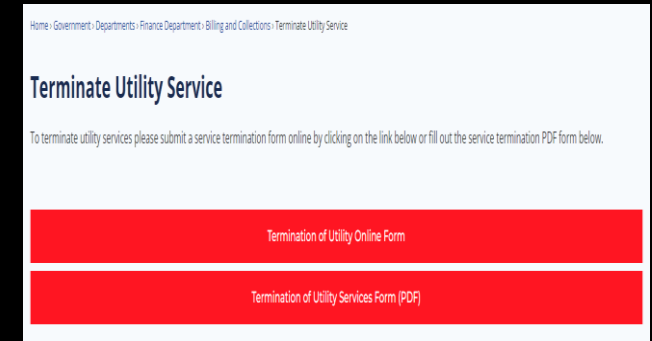 Home › Government › Departments › Finance Department › Billing and Collections › Terminate Utility Service
Terminate Utility Service
To terminate utility services please submit a service termination form online by clicking on the link below or fill out the service termination PDF form below.
Termination of Utility Online Form
Termination of Utility Services Form (PDF)